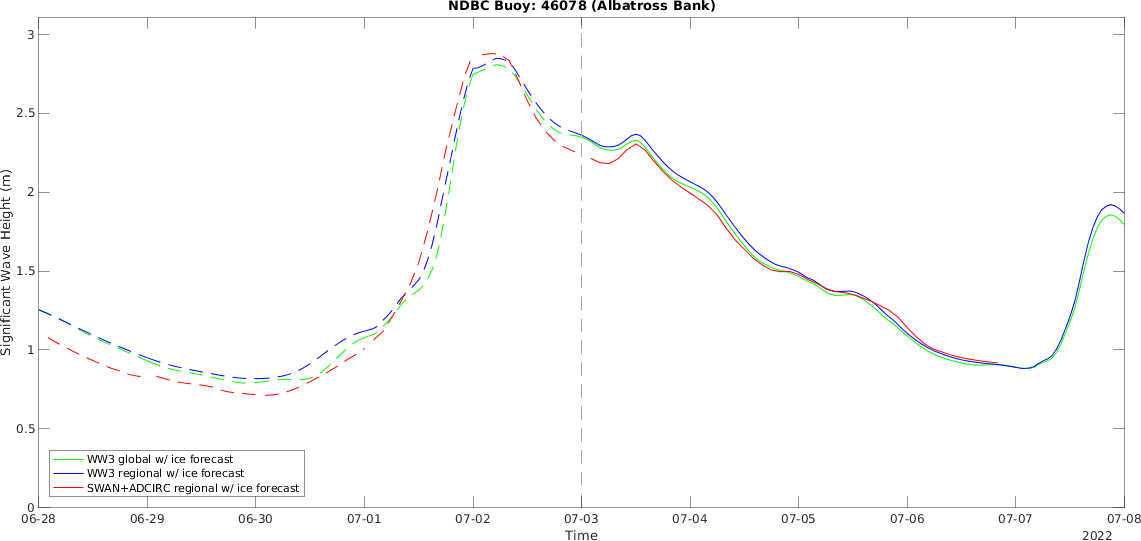 NDBC Buoy: 46078 (Albatross Bank)
3
2.5
2
1.5
1
0.5
0
Significant Wave Height (m)
WW3 global w/ ice forecast
WW3 regional w/ ice forecast
SWAN+ADCIRC regional w/ ice forecast
06-28 06-29 06-30 07-01 07-02 07-03 07-04 07-05 07-06 07-07 07-08
Time
2022